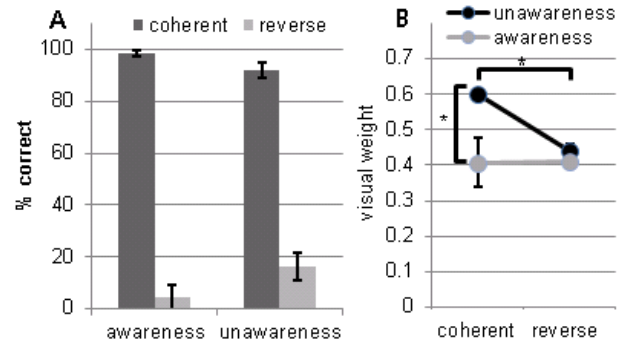 A
coherent
reverse
% correct
100
80
60
40
20
0
awareness
unawareness
B
unawareness
awareness
visual weight
0.7
0.6
0.5
0.4
0.3
0.2
0.1
0
*
*
coherent
reverse